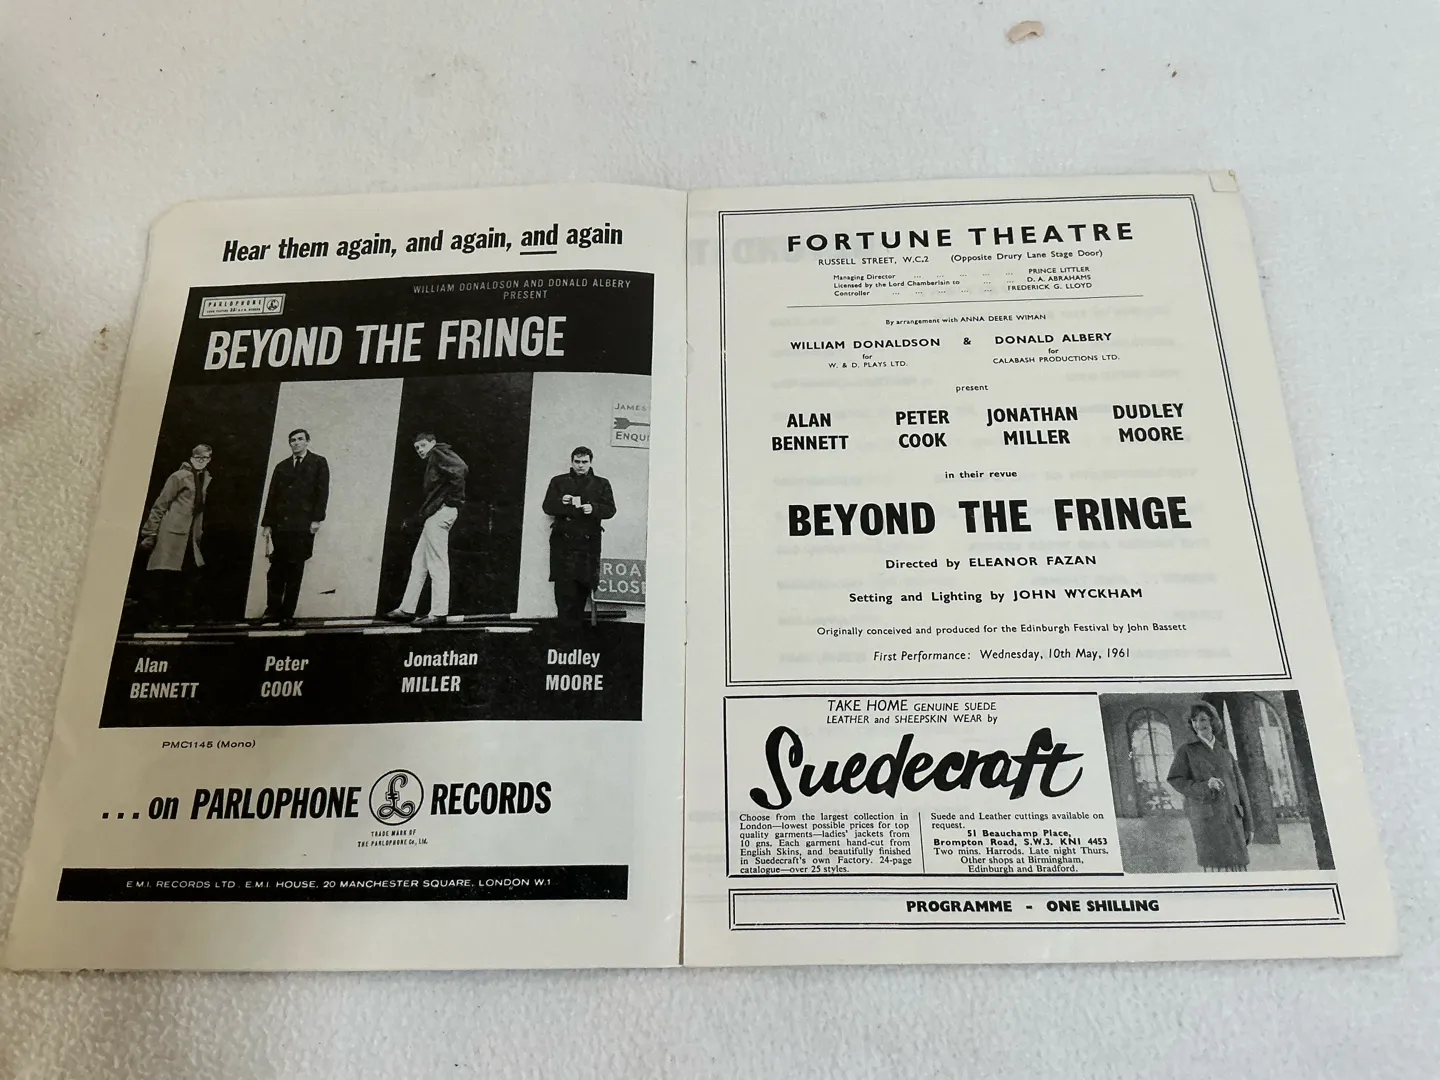 Hear them again, and again, and again
PARLOPHONE
WILLIAM DONALDSON AND DONALD ALBERY
PRESENT
BEYOND THE FRINGE
JAMES
ENQU
ROA
CLOSE
Alan Peter Jonathan Dudley
BENNETT COOK MILLER MOORE
PMC1145 (Mono)
... on PARLOPHONE £ RECORDS
TRADE MARK OF
THE PARLOPHONE Co., Ltd.
E.M.I. RECORDS LTD. E.M.I. HOUSE, 20 MANCHESTER SQUARE, LONDON W.1
FORTUNE THEATRE
RUSSELL STREET, W.C.2 (Opposite Drury Lane Stage Door)
Managing Director ... ... ... ... ... PRINCE LITTLER
Licensed by the Lord Chamberlain to ... ... D. A. ABRAHAMS
Controller ... ... ... ... ... FREDERICK G. LLOYD
By arrangement with ANNA DEERE WIMAN
WILLIAM DONALDSON & DONALD ALBERY
for for
W. & D. PLAYS LTD. CALABASH PRODUCTIONS LTD.
present
ALAN PETER JONATHAN DUDLEY
BENNETT COOK MILLER MOORE
in their revue
BEYOND THE FRINGE
Directed by ELEANOR FAZAN
Setting and Lighting by JOHN WYCKHAM
Originally conceived and produced for the Edinburgh Festival by John Bassett
First Performance: Wednesday, 10th May, 1961
TAKE HOME GENUINE SUEDE
LEATHER and SHEEPSKIN WEAR by
Suedecraft
Choose from the largest collection in
London—lowest possible prices for top
quality garments—ladies' jackets from
10 gns. Each garment hand-cut from
English Skins, and beautifully finished
in Suedecraft's own Factory. 24-page
catalogue—over 25 styles.
Suede and Leather cuttings available on
request.
51 Beauchamp Place,
Brompton Road, S.W.3. KNI 4453
Two mins. Harrods. Late night Thurs.
Other shops at Birmingham,
Edinburgh and Bradford.
PROGRAMME - ONE SHILLING